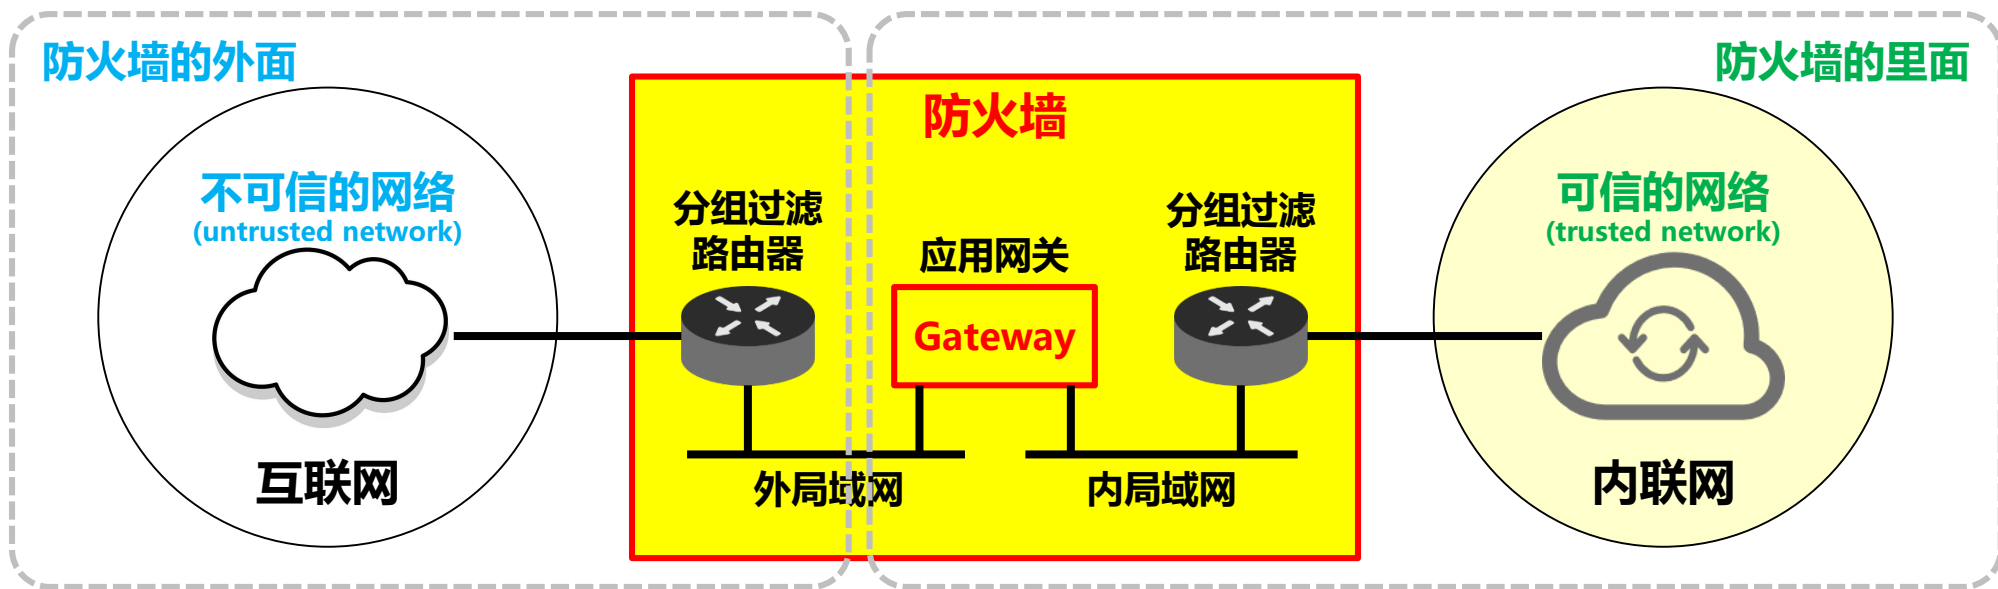 防火墙的外面
防火墙的里面
防火墙
不可信的网络
(untrusted network)
分组过滤
路由器
应用网关
Gateway
分组过滤
路由器
可信的网络
(trusted network)
互联网
外局域网
内局域网
内联网